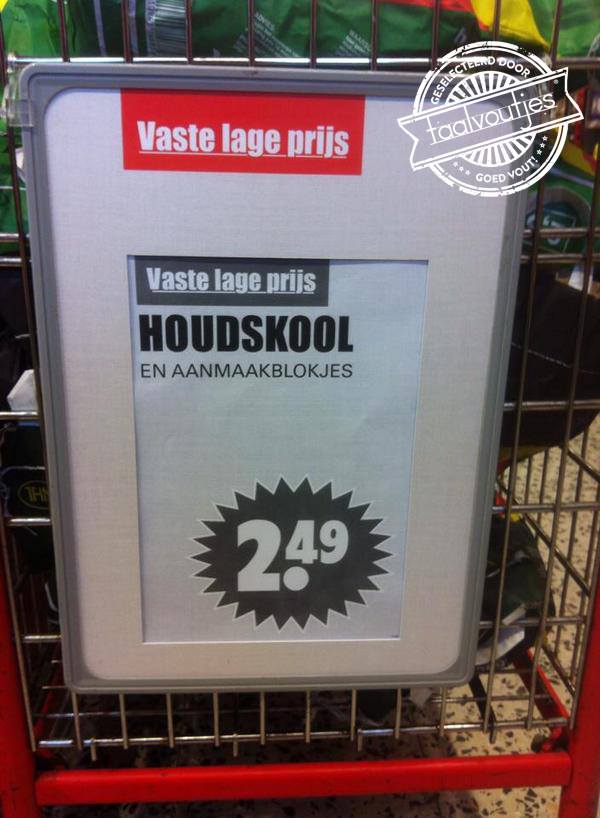 GESELECTEERD DOOR
taalvoutjes®
GOED VOUT!
Vaste lage prijs
Vaste lage prijs
HOUDSKOOL
EN AANMAAKBLOKJES
2.49